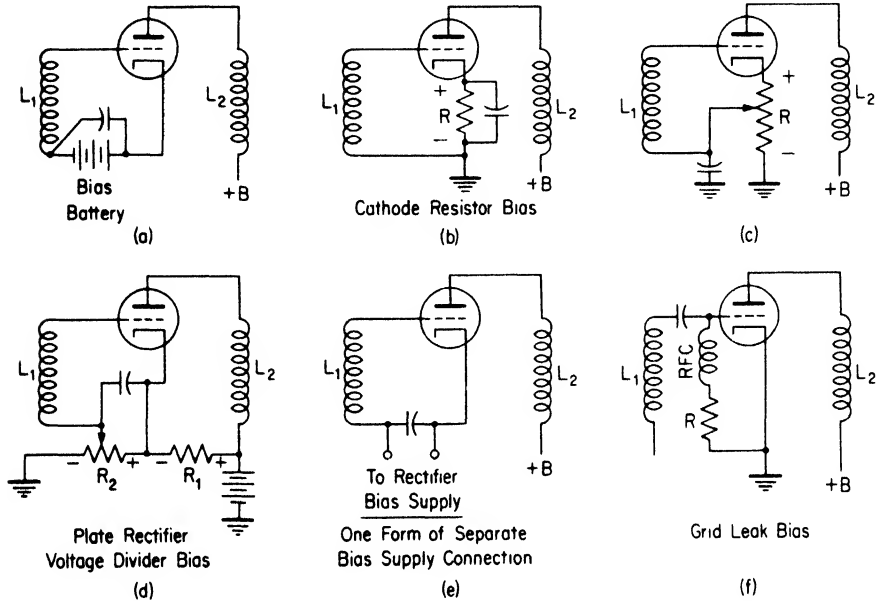 L1
L2
Bias
Battery
+B
(a)
L1
+
R
−
L2
+B
Cathode Resistor Bias
(b)
L1
+
R
−
L2
+B
(c)
L1
L2
− R2 + − R1 +
Plate Rectifier
Voltage Divider Bias
(d)
L1
L2
To Rectifier
Bias Supply
+B
One Form of Separate
Bias Supply Connection
(e)
L1
RFC
R
L2
+B
Grid Leak Bias
(f)